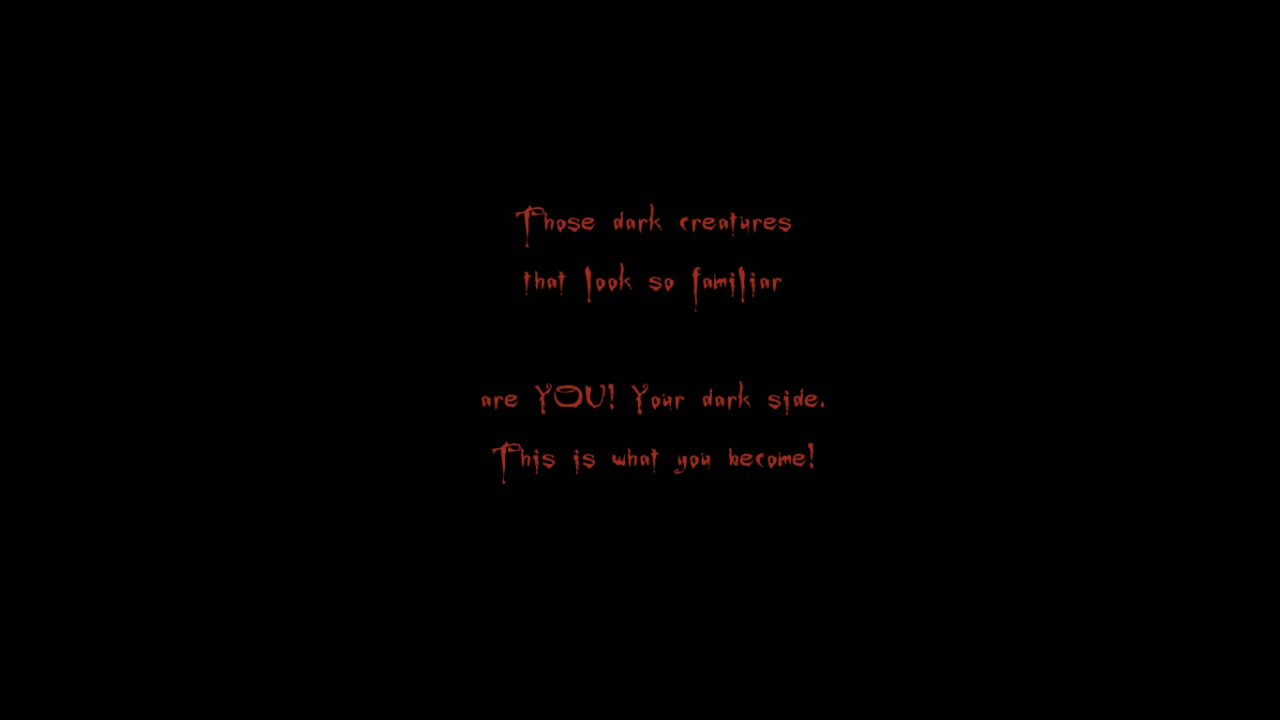 Those dark creatures
that look so familiar
are YOU! Your dark side.
This is what you become!